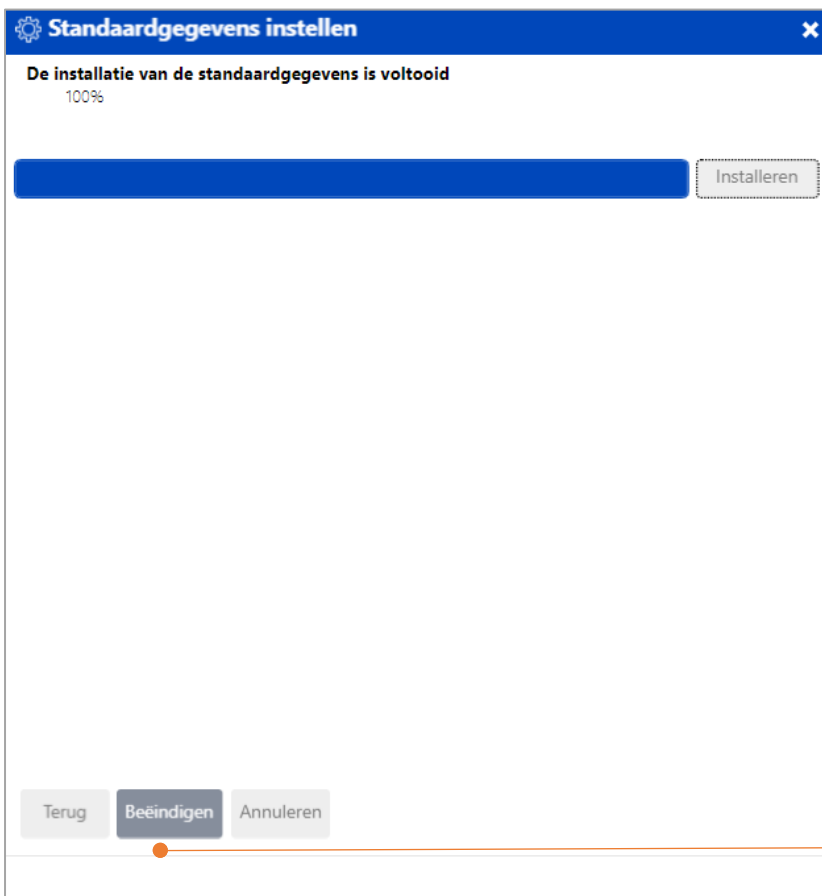 Standaardgegevens instellen
De installatie van de standaardgegevens is voltooid
100%
Installeren
Terug Beëindigen Annuleren